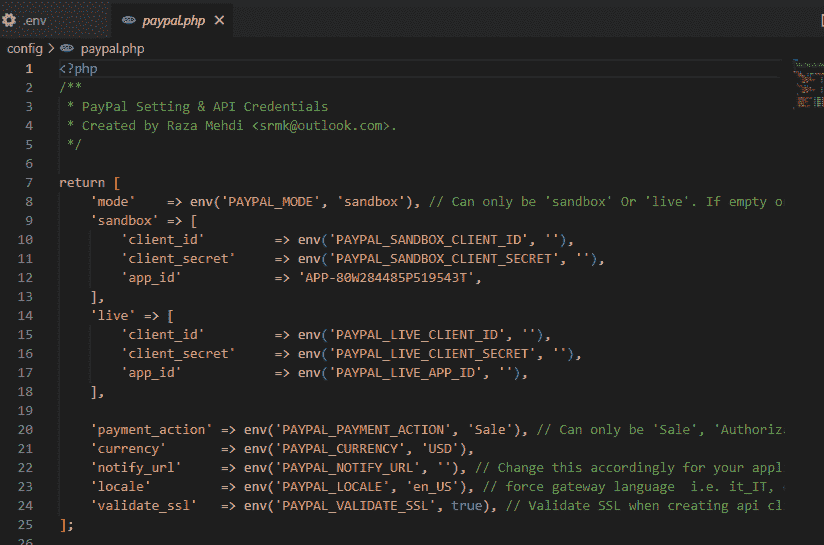 .env
paypal.php ✕
config > paypal.php
1 <?php
2 /**
3  * PayPal Setting & API Credentials
4  * Created by Raza Mehdi <srmk@outlook.com>.
5  */
6
7 return [
8     'mode'    => env('PAYPAL_MODE', 'sandbox'), // Can only be 'sandbox' Or 'live'. If empty o
9     'sandbox' => [
10         'client_id'         => env('PAYPAL_SANDBOX_CLIENT_ID', ''),
11         'client_secret'     => env('PAYPAL_SANDBOX_CLIENT_SECRET', ''),
12         'app_id'            => 'APP-80W284485P519543T',
13     ],
14     'live' => [
15         'client_id'         => env('PAYPAL_LIVE_CLIENT_ID', ''),
16         'client_secret'     => env('PAYPAL_LIVE_CLIENT_SECRET', ''),
17         'app_id'            => env('PAYPAL_LIVE_APP_ID', ''),
18     ],
19
20     'payment_action' => env('PAYPAL_PAYMENT_ACTION', 'Sale'), // Can only be 'Sale', 'Authoriz
21     'currency'       => env('PAYPAL_CURRENCY', 'USD'),
22     'notify_url'     => env('PAYPAL_NOTIFY_URL', ''), // Change this accordingly for your appl
23     'locale'         => env('PAYPAL_LOCALE', 'en_US'), // force gateway language  i.e. it_IT,
24     'validate_ssl'   => env('PAYPAL_VALIDATE_SSL', true), // Validate SSL when creating api cl
25 ];
26